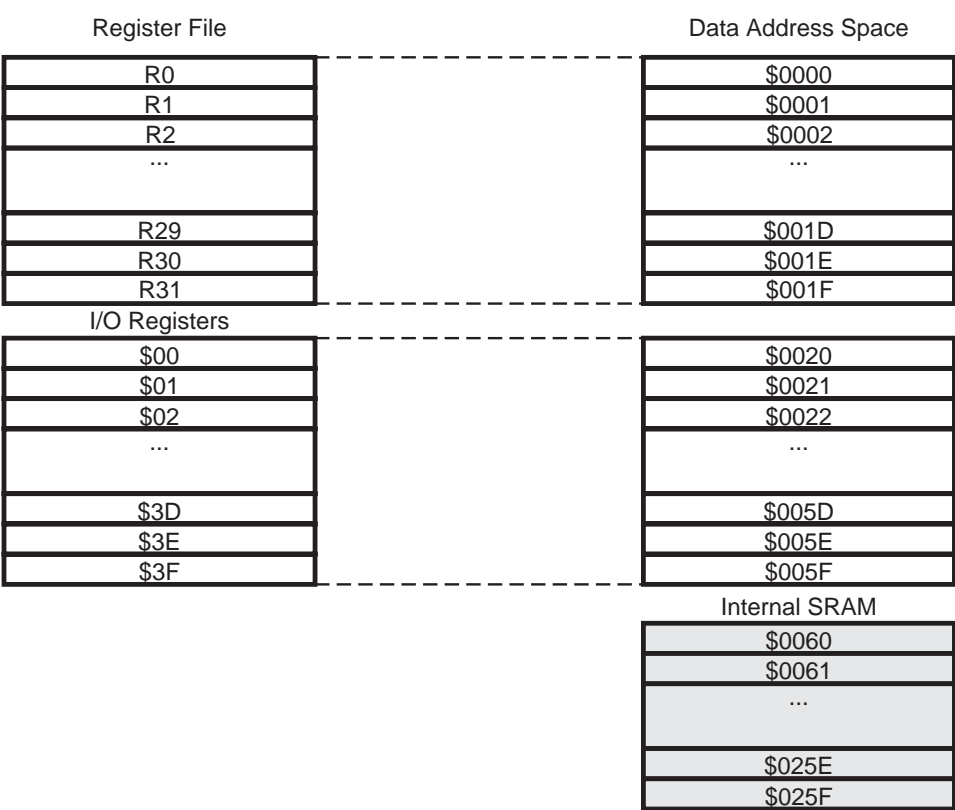 Register File Data Address Space
R0 $0000
R1 $0001
R2 $0002
... ...
R29 $001D
R30 $001E
R31 $001F
I/O Registers
$00 $0020
$01 $0021
$02 $0022
... ...
$3D $005D
$3E $005E
$3F $005F
Internal SRAM
$0060
$0061
...
$025E
$025F